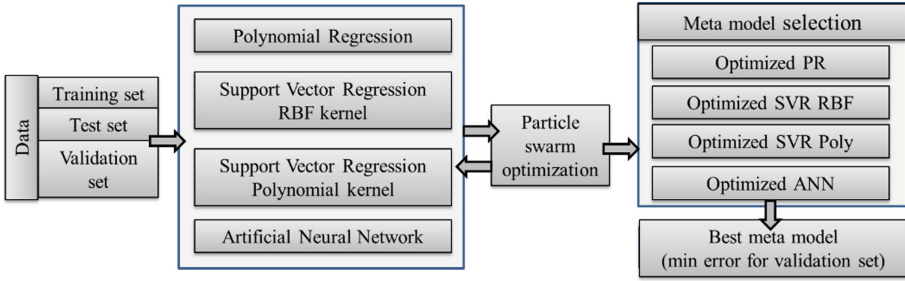 Data
Training set
Test set
Validation
set
Polynomial Regression
Support Vector Regression
RBF kernel
Support Vector Regression
Polynomial kernel
Artificial Neural Network
Particle
swarm
optimization
Meta model selection
Optimized PR
Optimized SVR RBF
Optimized SVR Poly
Optimized ANN
Best meta model
(min error for validation set)